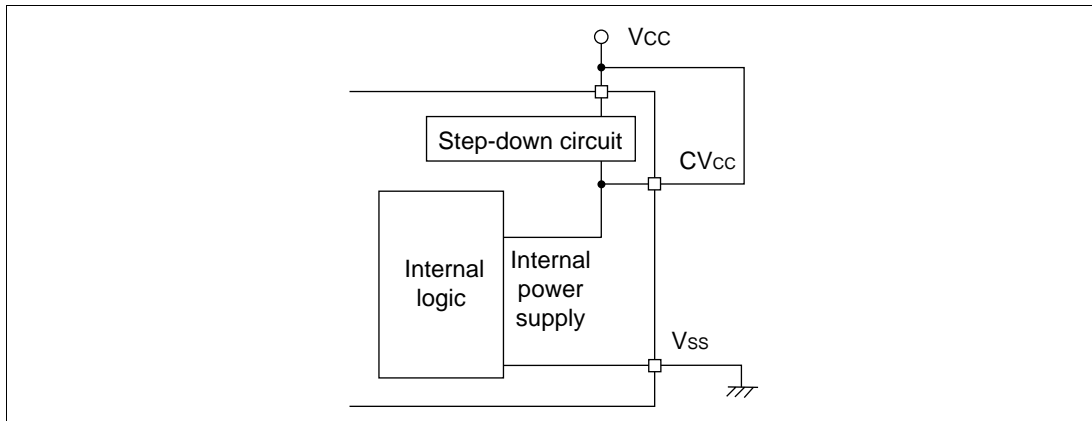 Vcc
Step-down circuit
CVcc
Internal
logic
Internal
power
supply
Vss